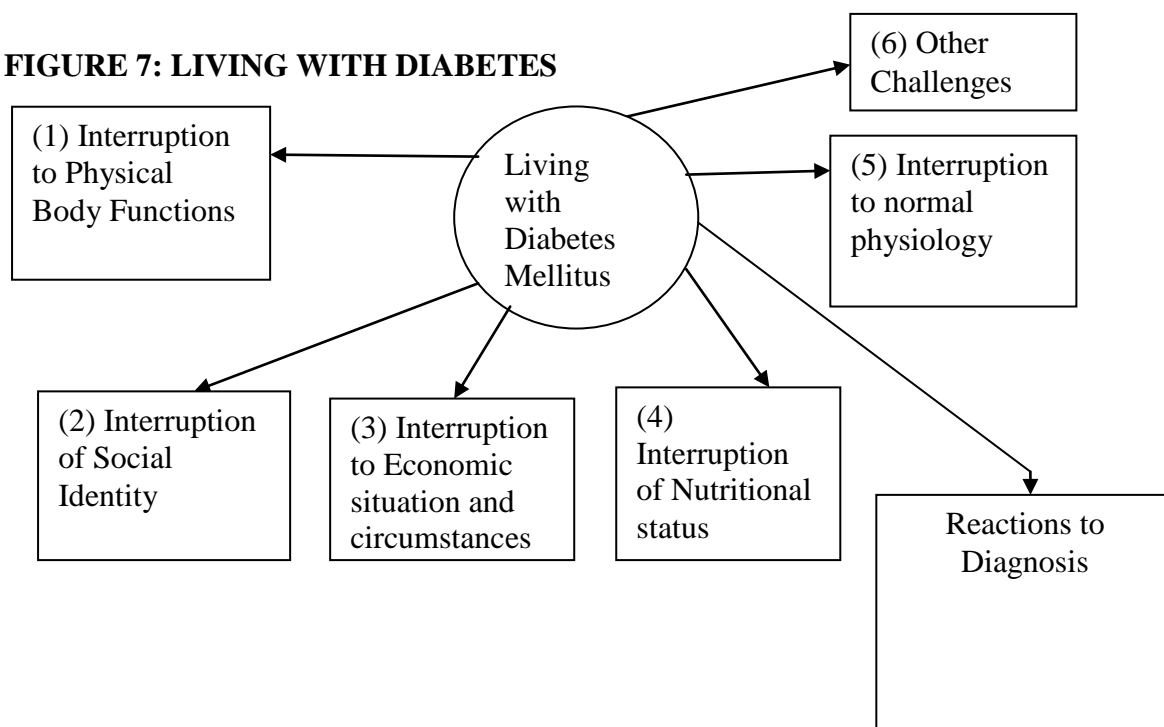 FIGURE 7: LIVING WITH DIABETES
(6) Other
Challenges
(1) Interruption
to Physical
Body Functions
Living
with
Diabetes
Mellitus
(5) Interruption
to normal
physiology
(2) Interruption
of Social
Identity
(3) Interruption
to Economic
situation and
circumstances
(4)
Interruption
of Nutritional
status
Reactions to
Diagnosis